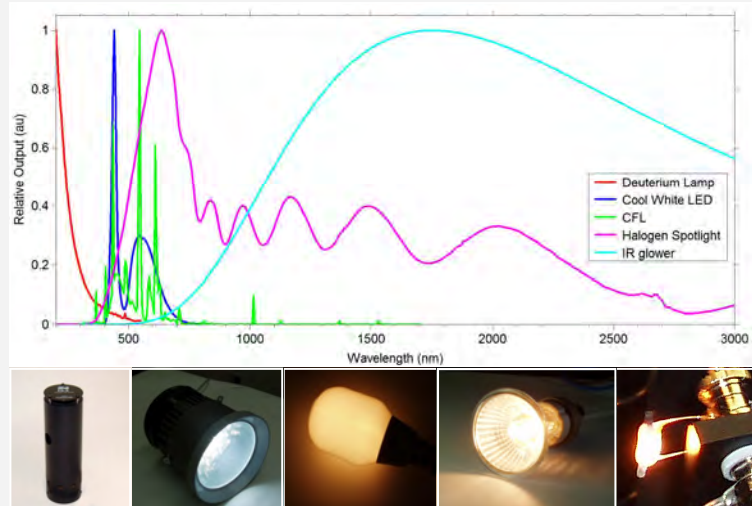 Relative Output (au)
1
0.8
0.6
0.4
0.2
0
500
1000
1500
2000
2500
3000
Wavelength (nm)
Deuterium Lamp
Cool White LED
CFL
Halogen Spotlight
IR glower